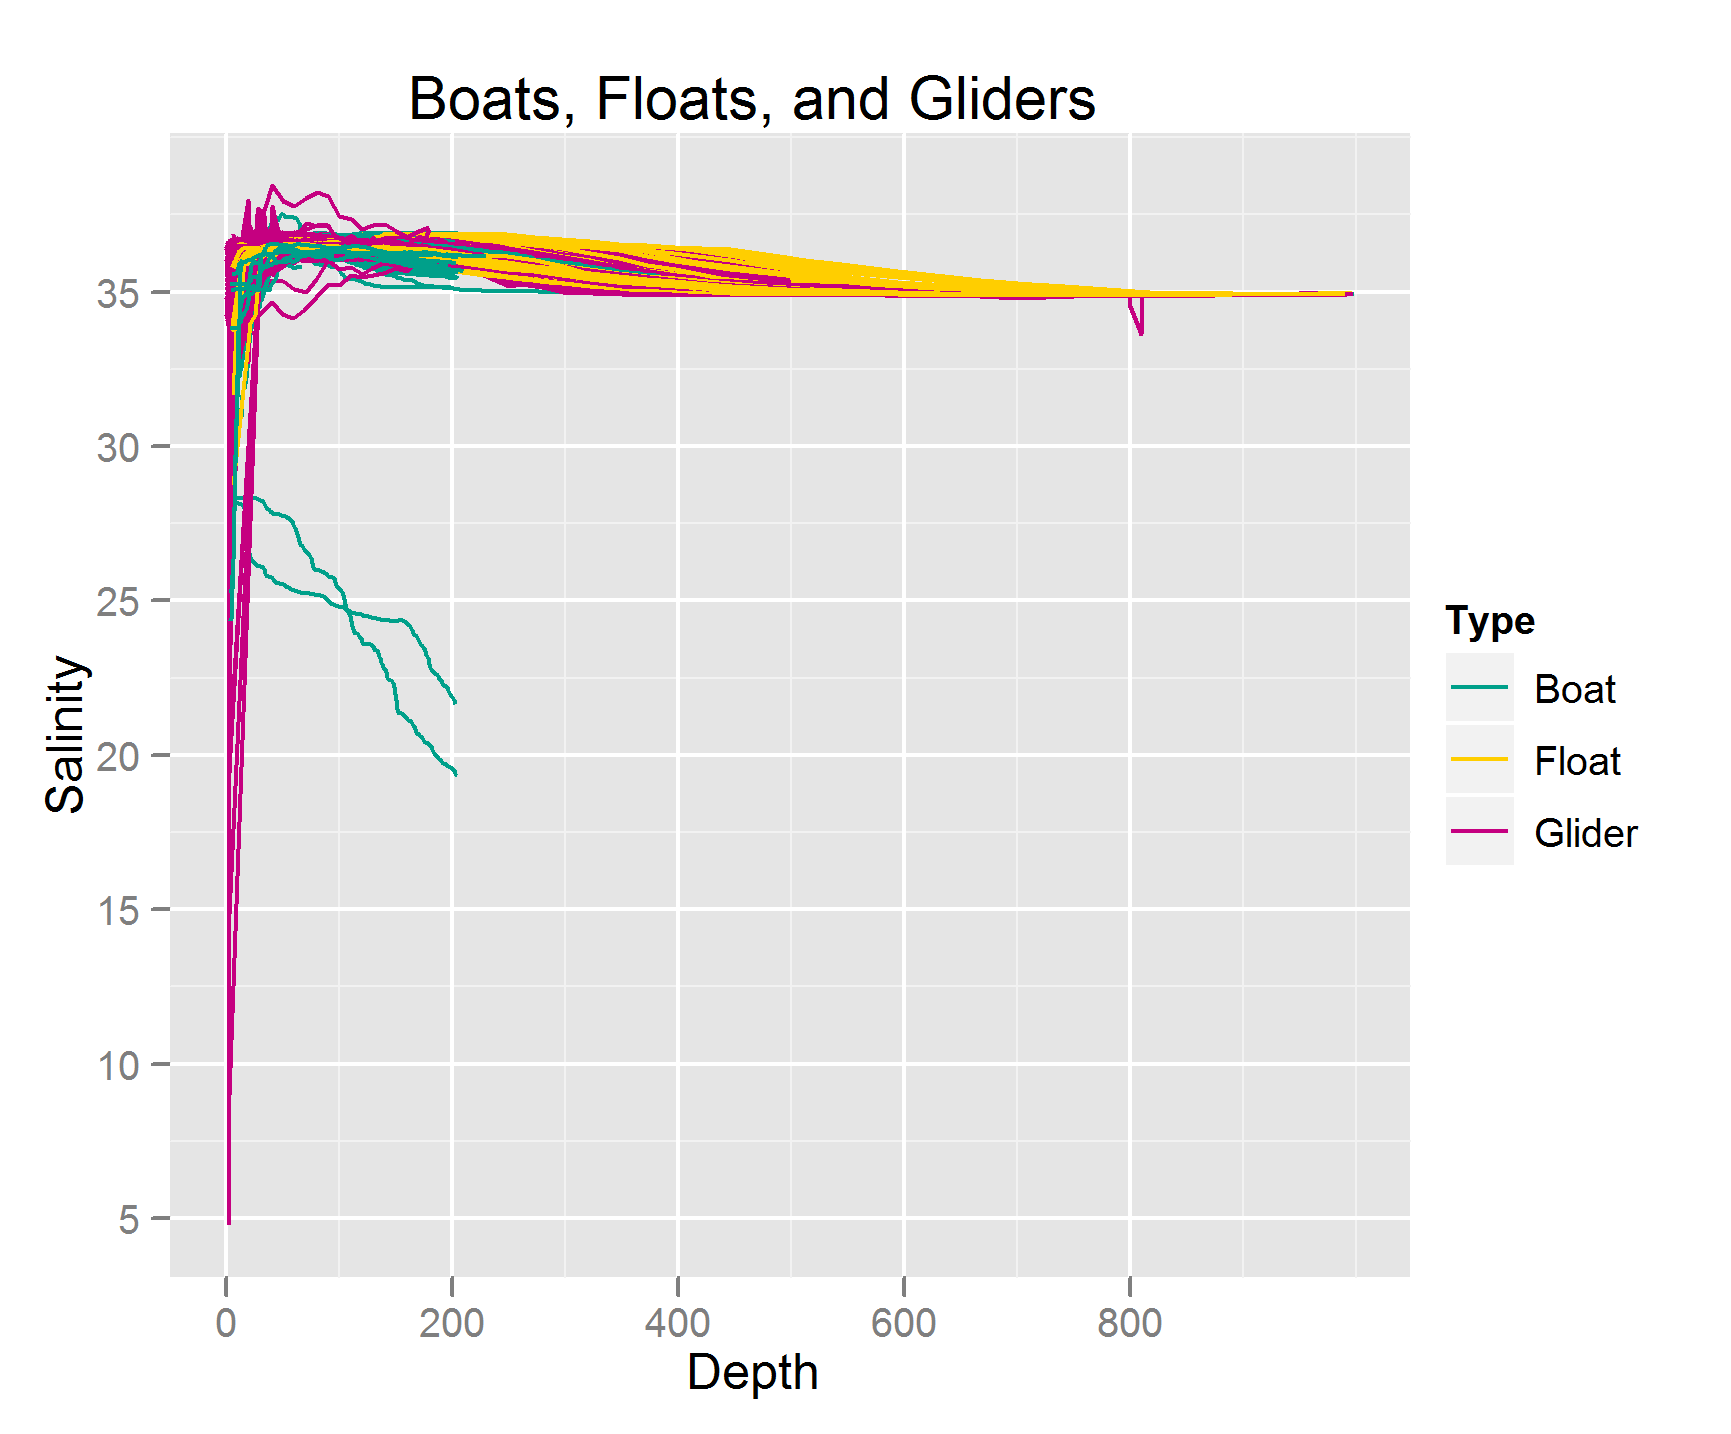 Boats, Floats, and Gliders
Salinity
35
30
25
20
15
10
5
0 200 400 600 800
Depth
Type
Boat
Float
Glider